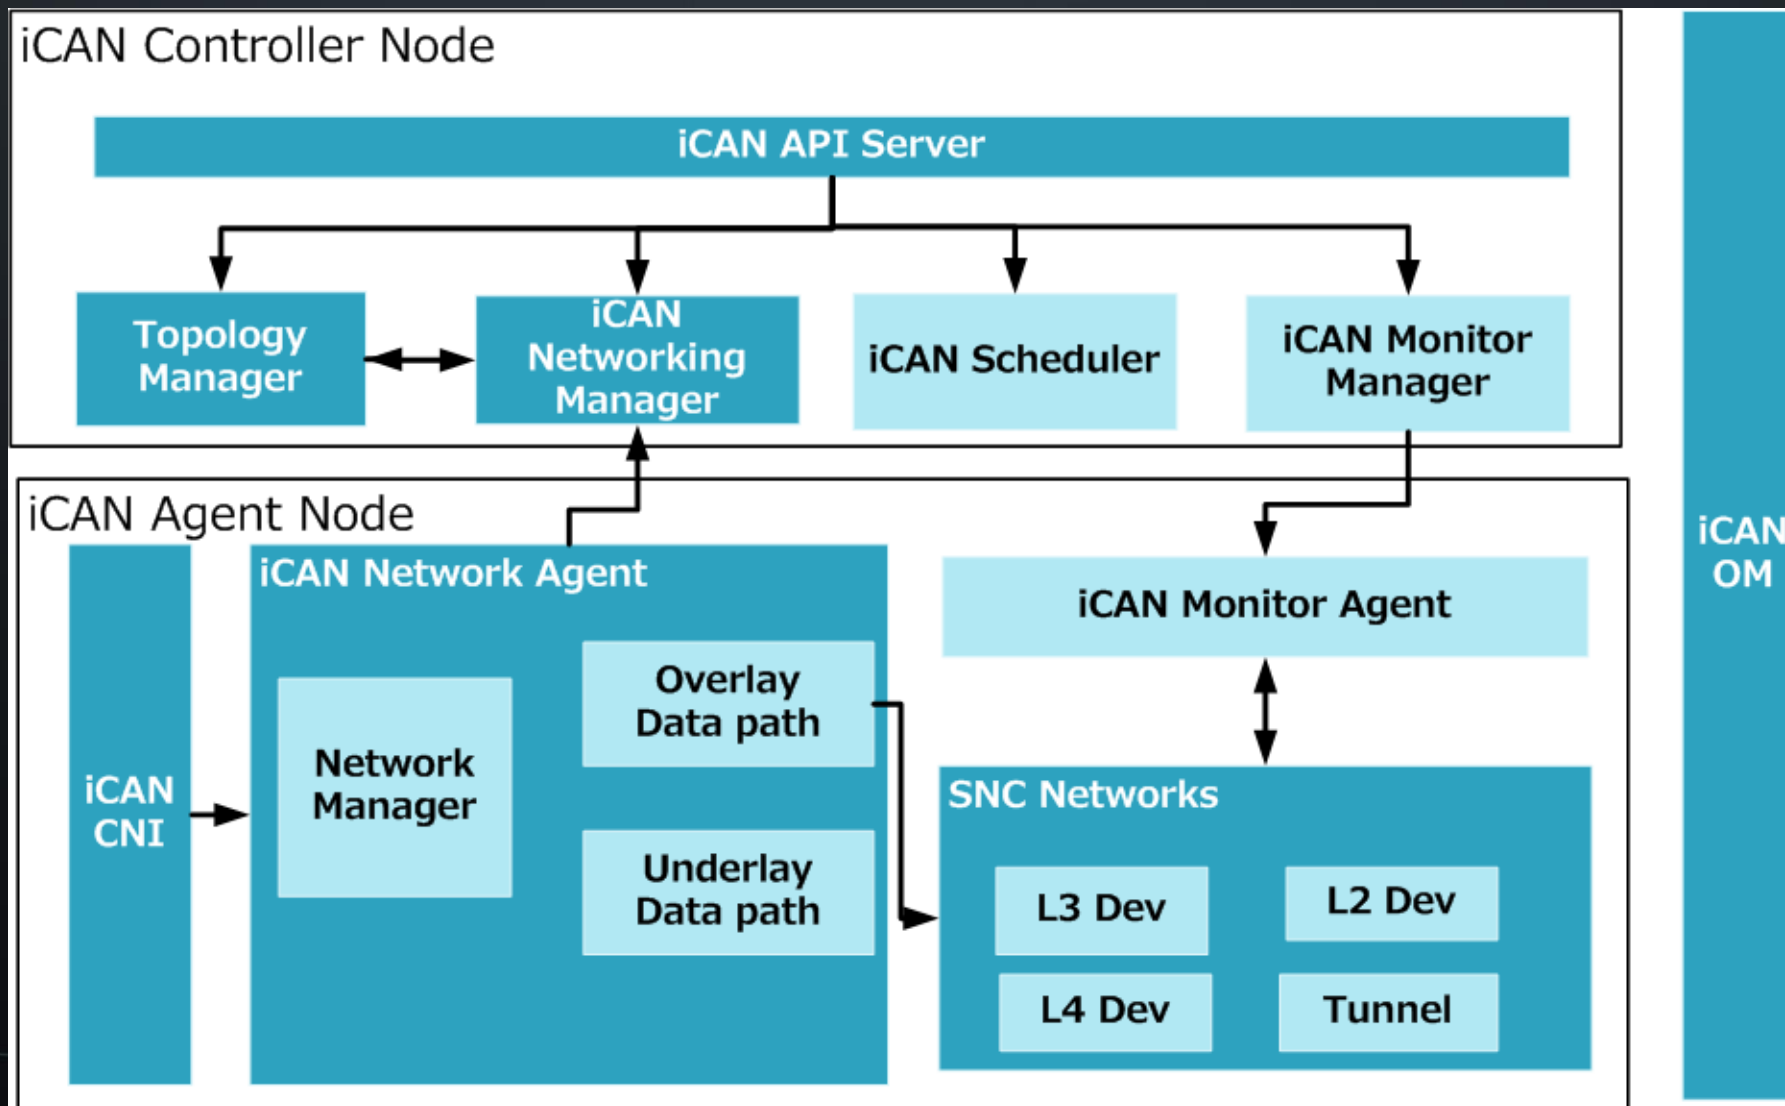 iCAN Controller Node
iCAN API Server
Topology
Manager
iCAN
Networking
Manager
iCAN Scheduler
iCAN Monitor
Manager
iCAN Agent Node
iCAN
CNI
iCAN Network Agent
Network
Manager
Overlay
Data path
Underlay
Data path
iCAN Monitor Agent
SNC Networks
L3 Dev
L2 Dev
L4 Dev
Tunnel
iCAN
OM